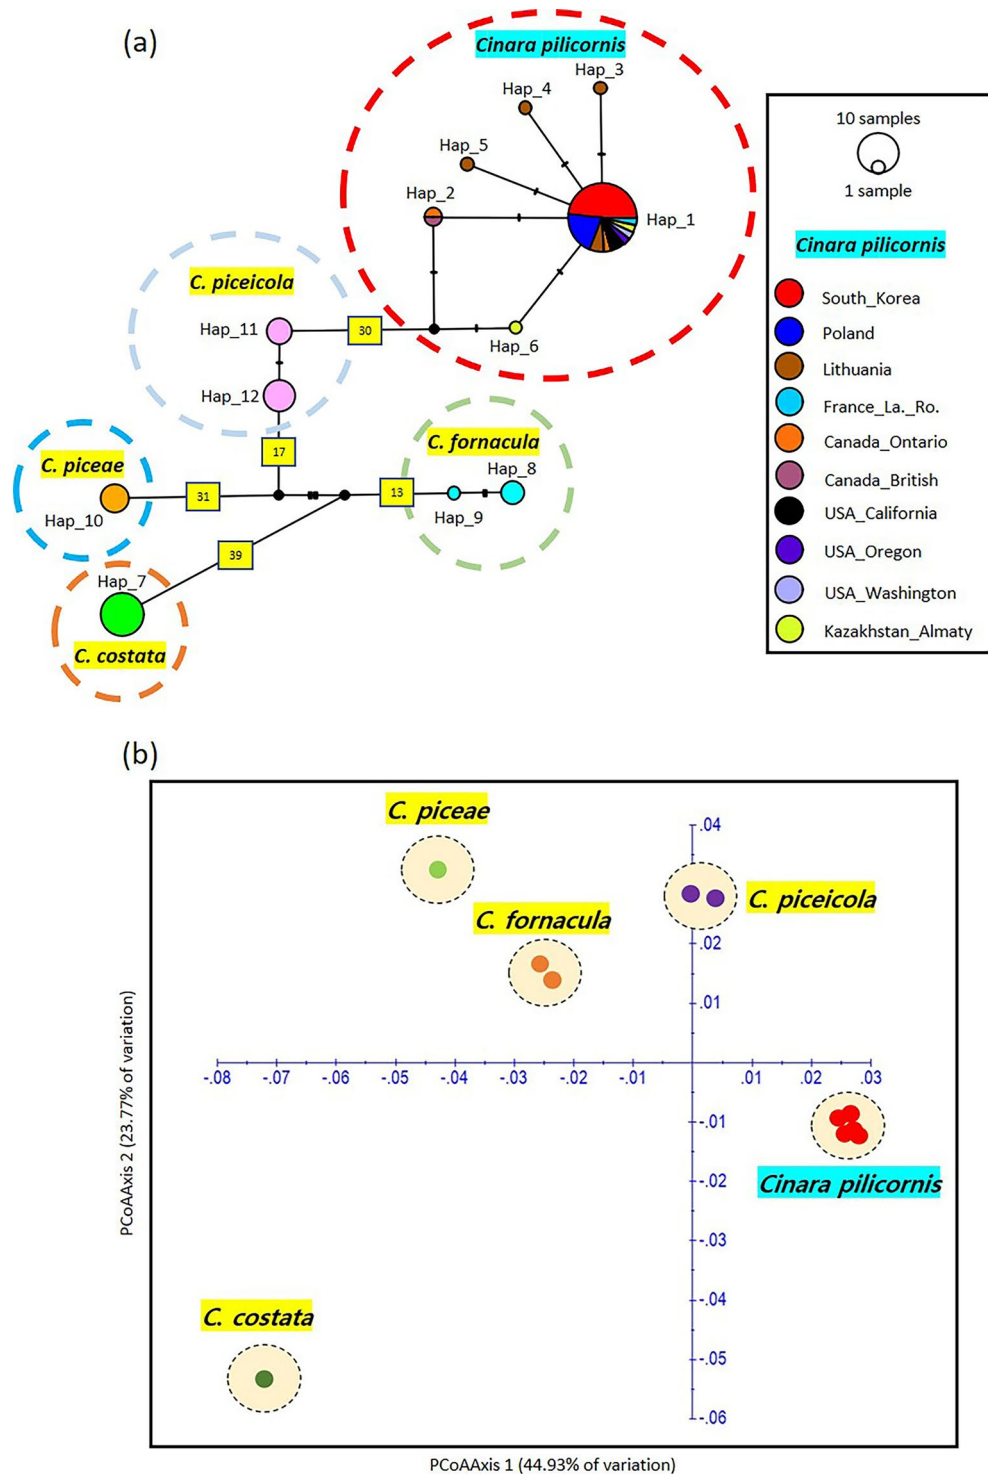 (a)
Cinara pilicornis
Hap_3
Hap_4
Hap_5
Hap_2
Hap_1
C. piceicola
Hap_11
30
Hap_6
Hap_12
17
C. piceae
C. fornacula
31
13
Hap_8
Hap_10
Hap_9
39
Hap_7
C. costata
10 samples
1 sample
Cinara pilicornis
South_Korea
Poland
Lithuania
France_La._Ro.
Canada_Ontario
Canada_British
USA_California
USA_Oregon
USA_Washington
Kazakhstan_Almaty
(b)
C. piceae
.04
C. piceicola
C. fornacula
.02
.01
-.08 -.07 -.06 -.05 -.04 -.03 -.02 -.01 .01 .02 .03
-.01
-.02
Cinara pilicornis
-.03
-.04
C. costata
-.05
-.06
PCoAAxis 2 (23.77% of variation)
PCoAAxis 1 (44.93% of variation)